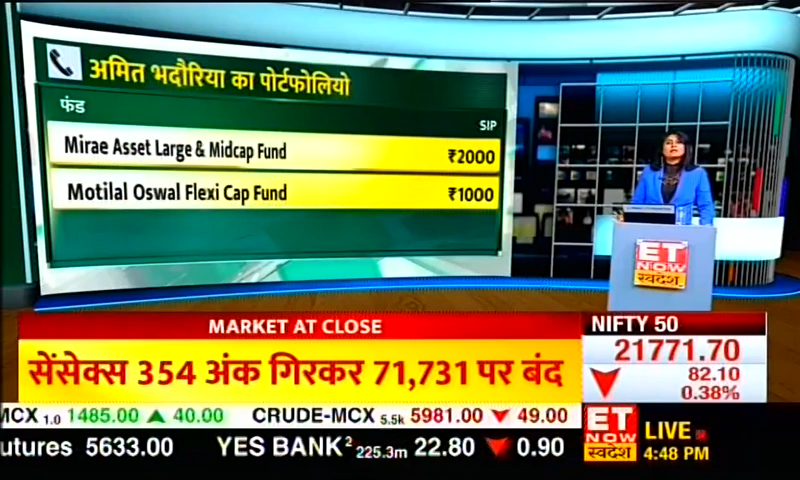 अमित भदौरिया का पोर्टफोलियो
फंड
SIP
Mirae Asset Large & Midcap Fund ₹2000
Motilal Oswal Flexi Cap Fund ₹1000
ET
NOW
स्वदेश
MARKET AT CLOSE
सेंसेक्स 354 अंक गिरकर 71,731 पर बंद
NIFTY 50
21771.70
82.10
0.38%
MCX 1.0 1485.00 40.00 CRUDE-MCX 5.5k 5981.00 49.00
utures 5633.00 YES BANK² 225.3m 22.80 0.90
ET
NOW
स्वदेश
LIVE
4:48 PM